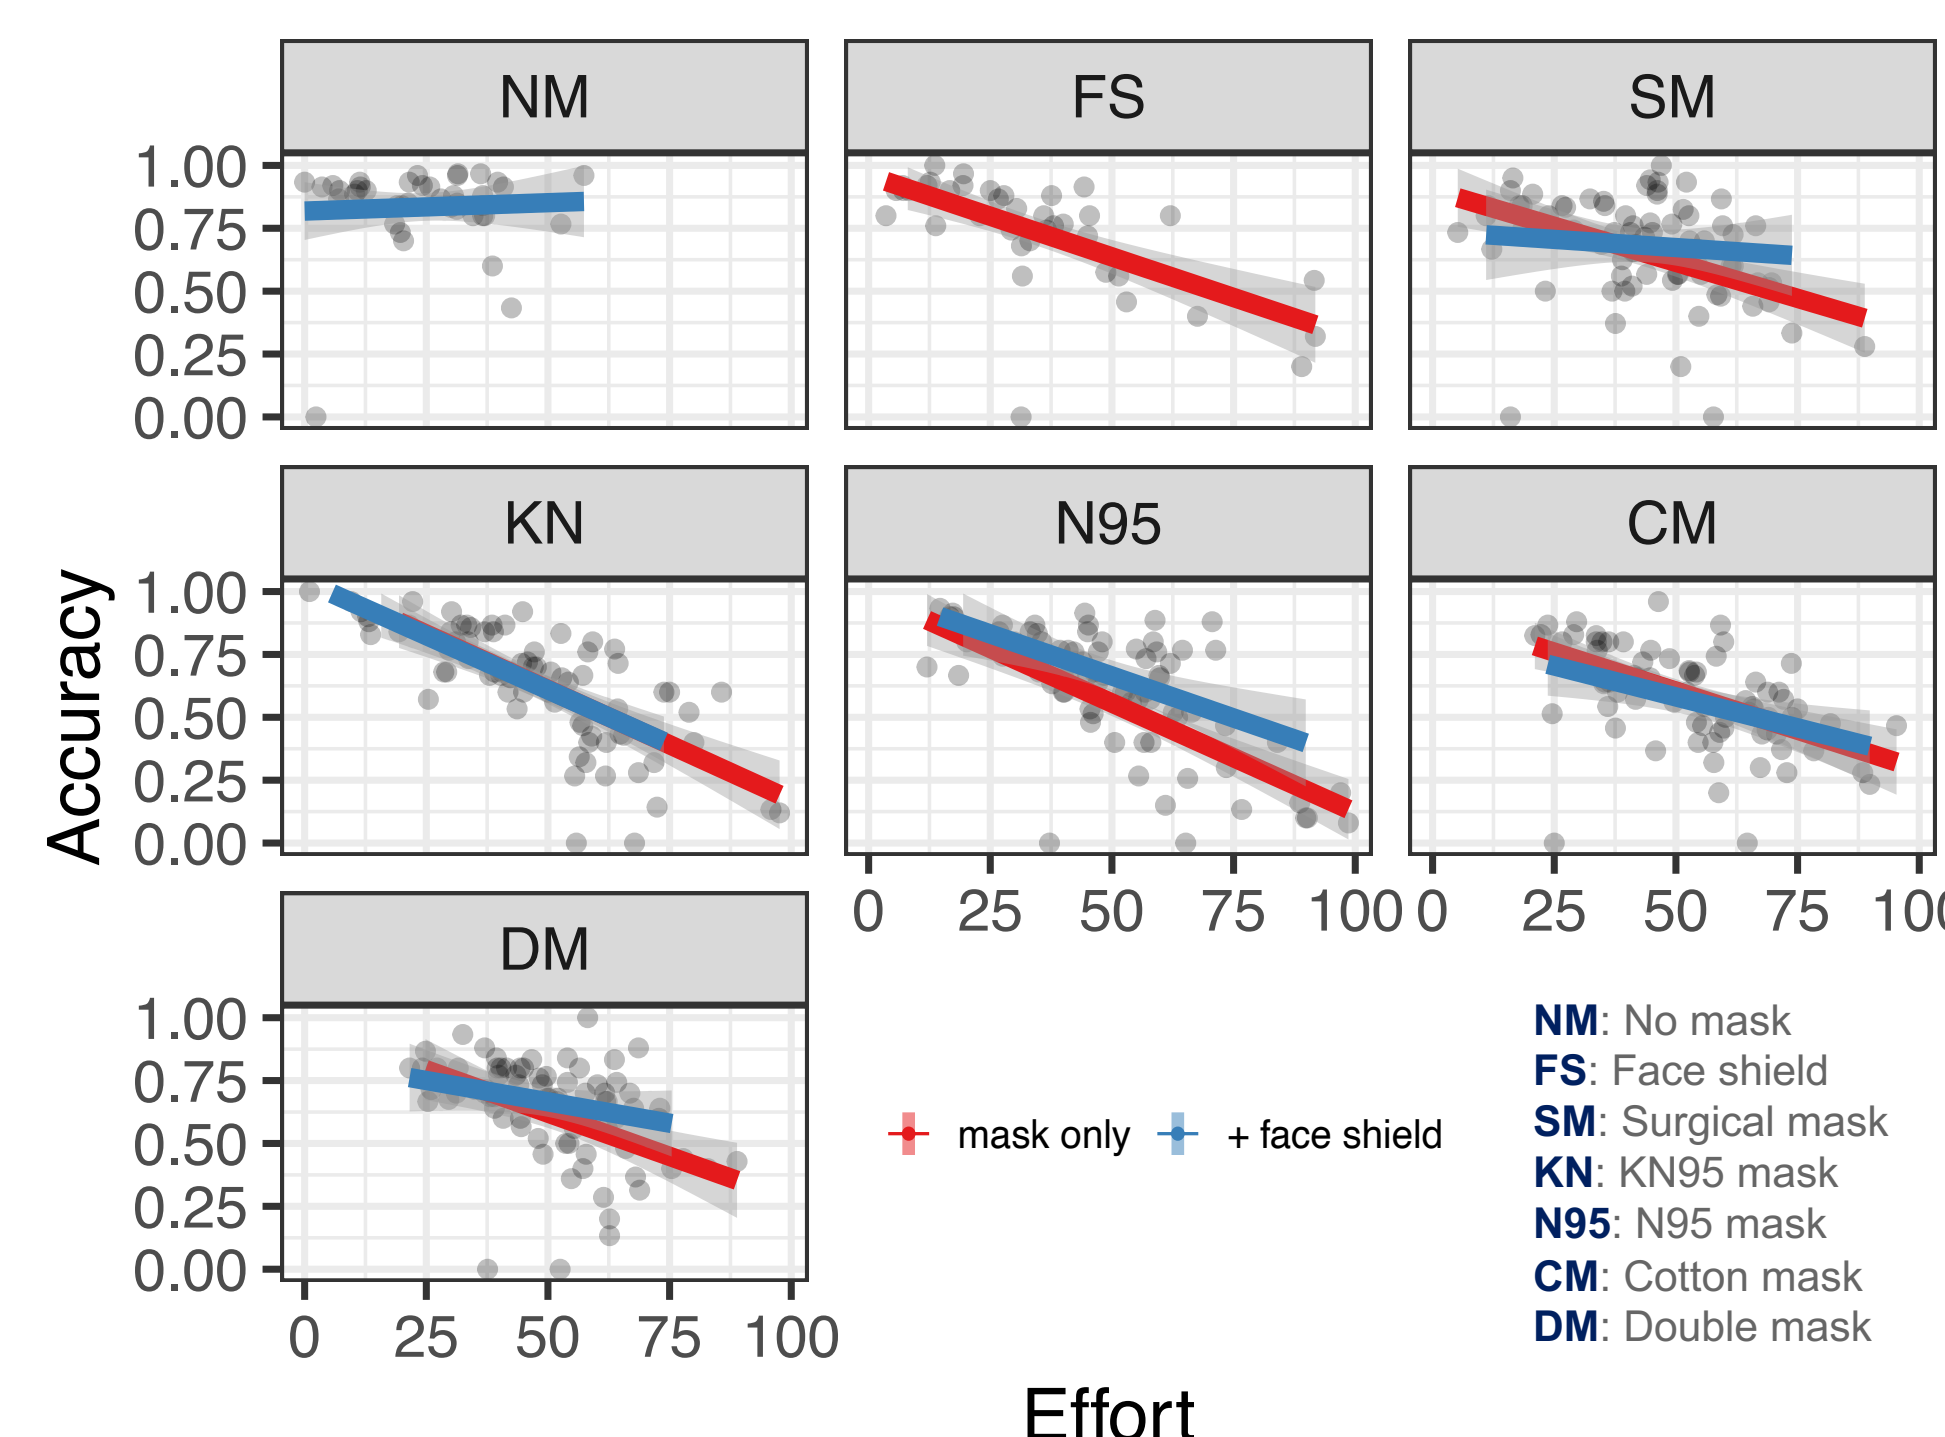 NM
FS
SM
1.00
0.75
0.50
0.25
0.00
KN
N95
CM
Accuracy
1.00
0.75
0.50
0.25
0.00
0 25 50 75 100
0 25 50 75 100
DM
1.00
0.75
0.50
0.25
0.00
0 25 50 75 100
mask only
+ face shield
NM: No mask
FS: Face shield
SM: Surgical mask
KN: KN95 mask
N95: N95 mask
CM: Cotton mask
DM: Double mask
Effort